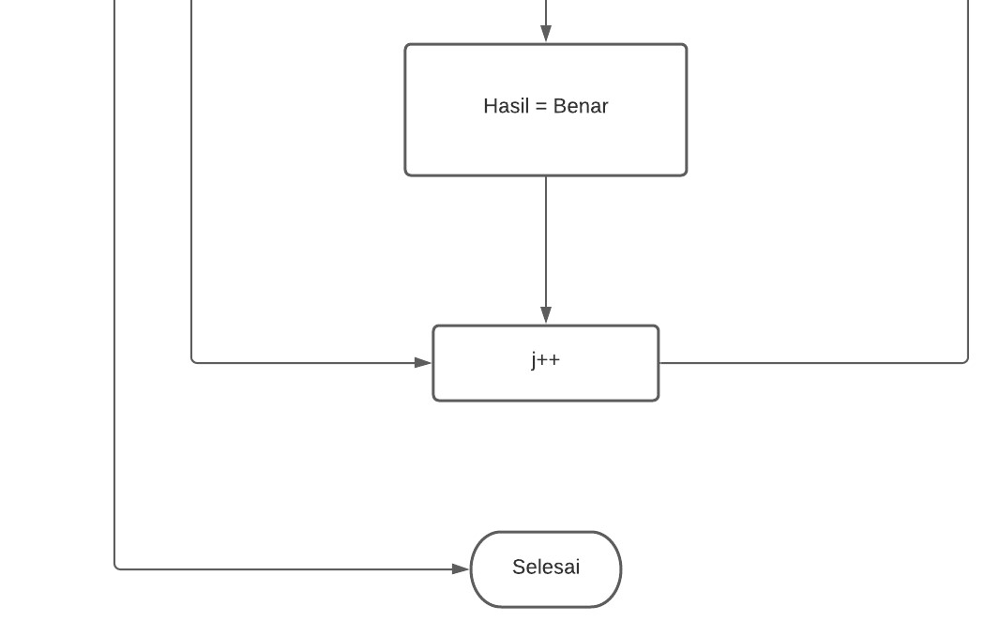 Hasil = Benar
j++
Selesai